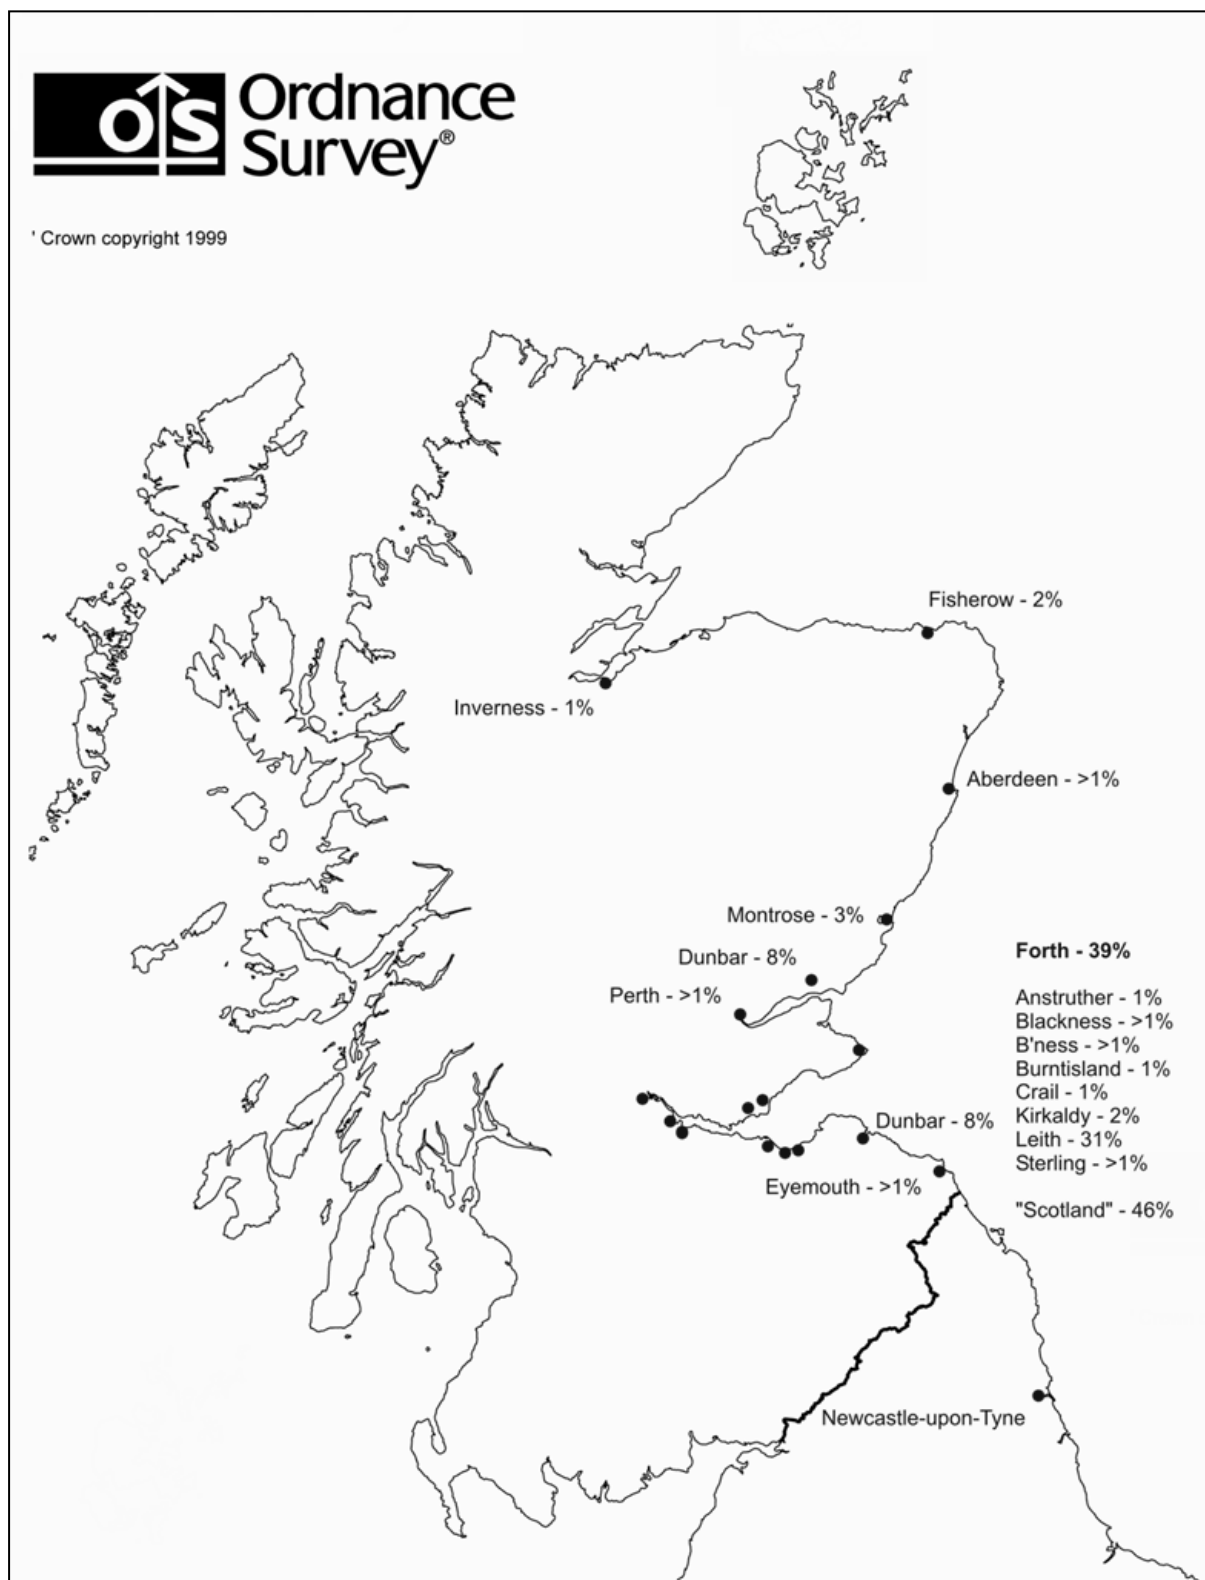 OS Ordnance
Survey®
' Crown copyright 1999
Fisherow - 2%
Inverness - 1%
Aberdeen - >1%
Montrose - 3%
Dunbar - 8%
Perth - >1%
Forth - 39%
Anstruther - 1%
Blackness - >1%
B'ness - >1%
Burntisland - 1%
Crail - 1%
Kirkaldy - 2%
Leith - 31%
Sterling - >1%
"Scotland" - 46%
Dunbar - 8%
Eyemouth - >1%
Newcastle-upon-Tyne